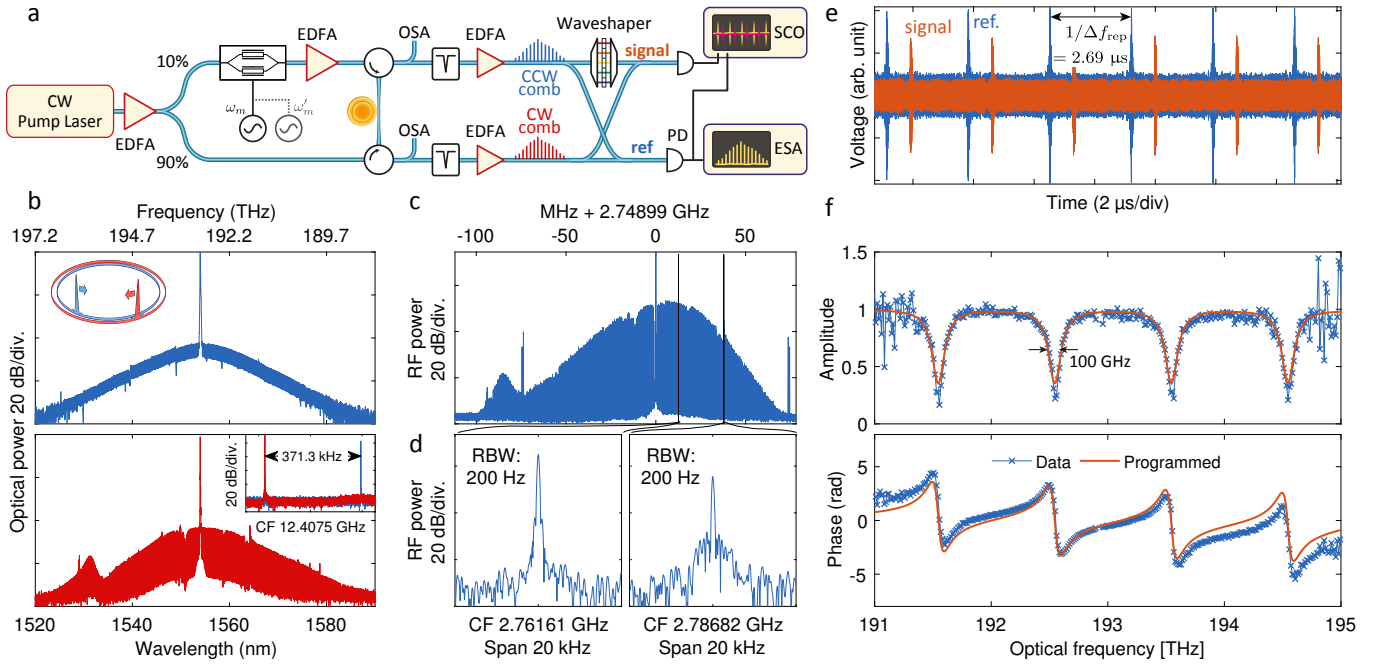 a
10%
EDFA
OSA
EDFA
Waveshaper
signal
SCO
CW
Pump Laser
EDFA
ωm
ω′m
CCW
comb
CW
comb
90%
OSA
EDFA
ref
PD
ESA
b
Frequency (THz)
197.2 194.7 192.2 189.7
Optical power 20 dB/div.
20 dB/div.
371.3 kHz
CF 12.4075 GHz
1520 1540 1560 1580
Wavelength (nm)
c
MHz + 2.74899 GHz
-100 -50 0 50
RF power
20 dB/div.
d
RF power
20 dB/div.
RBW:
200 Hz
RBW:
200 Hz
CF 2.76161 GHz
Span 20 kHz
CF 2.78682 GHz
Span 20 kHz
e
Voltage (arb. unit)
signal
ref.
1/Δfrep
= 2.69 μs
Time (2 μs/div)
f
Amplitude
1.5
1
0.5
0
100 GHz
Phase (rad)
5
0
-5
Data
Programmed
191 192 193 194 195
Optical frequency [THz]